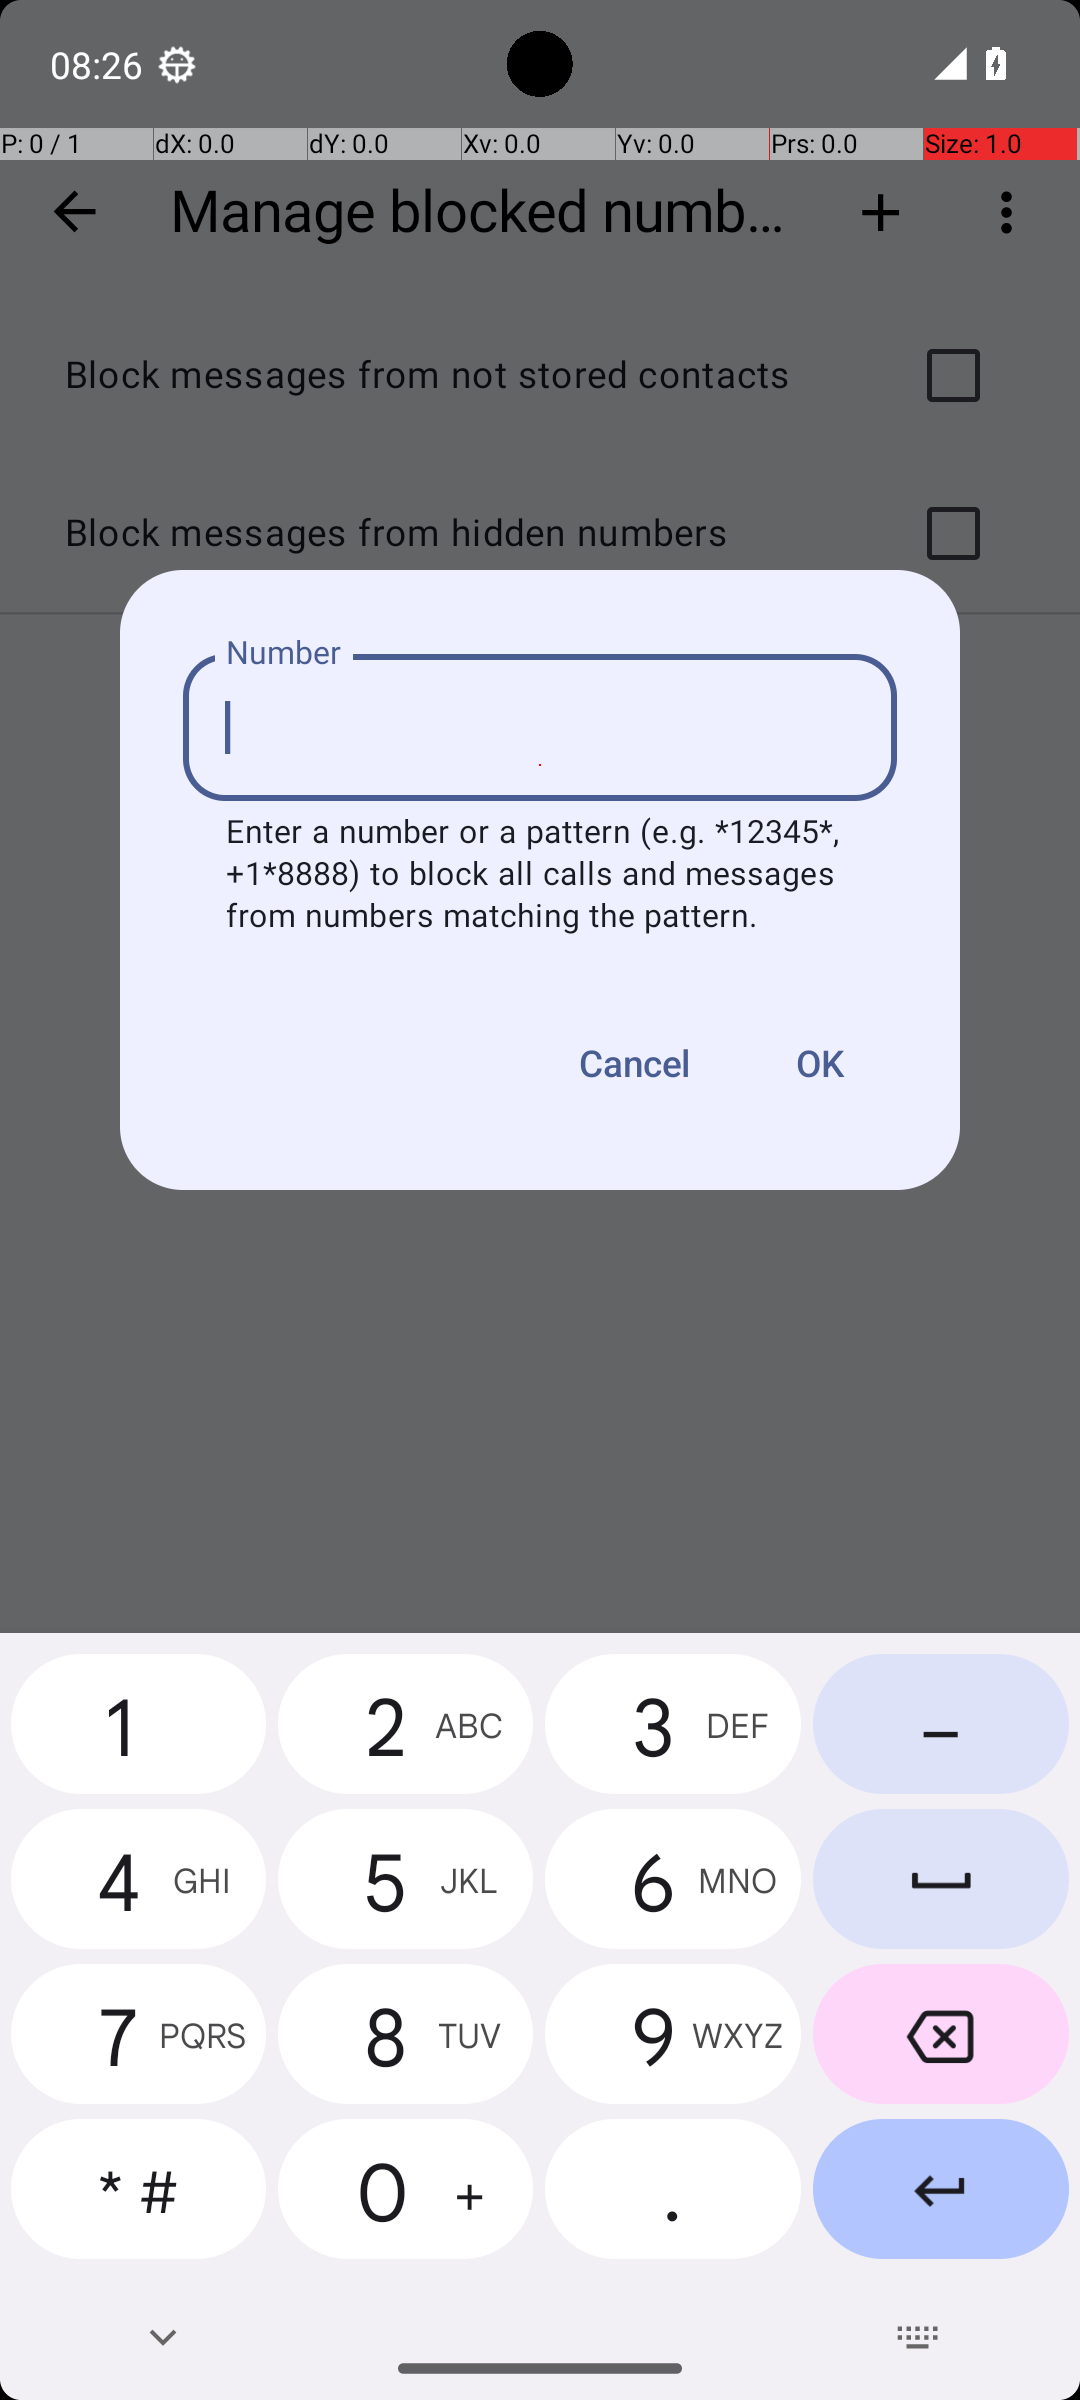 08:26
P: 0 / 1 dX: 0.0 dY: 0.0 Xv: 0.0 Yv: 0.0 Prs: 0.0 Size: 1.0
Manage blocked numb...
Block messages from not stored contacts
Block messages from hidden numbers
Number
Enter a number or a pattern (e.g. *12345*,
+1*8888) to block all calls and messages
from numbers matching the pattern.
Cancel OK
1 2 ABC 3 DEF –
4 GHI 5 JKL 6 MNO
7 PQRS 8 TUV 9 WXYZ
* # 0 + .